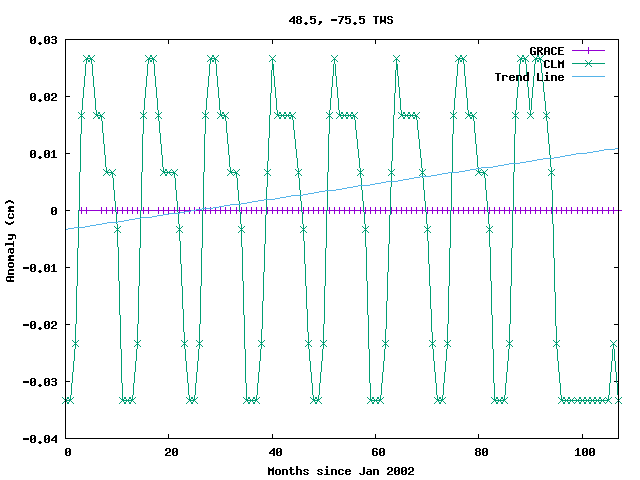 48.5, -75.5 TWS
GRACE
CLM
Trend Line
0.03
0.02
0.01
0
-0.01
-0.02
-0.03
-0.04
Anomaly (cm)
0 20 40 60 80 100
Months since Jan 2002